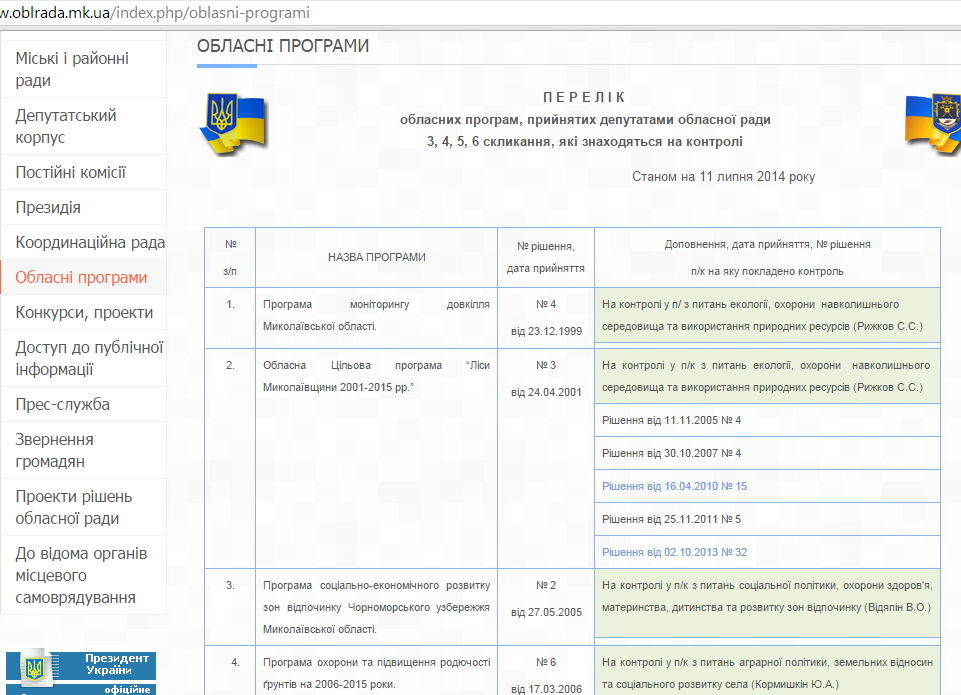 w.oblrada.mk.ua/index.php/oblasni-programi
Міські і районні
ради
Депутатський
корпус
Постійні комісії
Президія
Координаційна рада
Обласні програми
Конкурси, проекти
Доступ до публічної
інформації
Прес-служба
Звернення
громадян
Проекти рішень
обласної ради
До відома органів
місцевого
самоврядування
Президент
України
офіційне
ОБЛАСНІ ПРОГРАМИ
П Е Р Е Л І К
обласних програм, прийнятих депутатами обласної ради
3, 4, 5, 6 скликання, які знаходяться на контролі
Станом на 11 липня 2014 року
№
з/п
НАЗВА ПРОГРАМИ
№ рішення,
дата прийняття
Доповнення, дата прийняття, № рішення
п/к на яку покладено контроль
1.
Програма моніторингу довкілля
Миколаївської області.
№ 4
від 23.12.1999
На контролі у п/ з питань екології, охорони навколишнього
середовища та використання природних ресурсів (Рижков С.С.)
2.
Обласна Цільова програма “Ліси
Миколаївщини 2001-2015 рр.”
№ 3
від 24.04.2001
На контролі у п/к з питань екології, охорони навколишнього
середовища та використання природних ресурсів (Рижков С.С.)
Рішення від 11.11.2005 № 4
Рішення від 30.10.2007 № 4
Рішення від 16.04.2010 № 15
Рішення від 25.11.2011 № 5
Рішення від 02.10.2013 № 32
3.
Програма соціально-економічного розвитку
зон відпочинку Чорноморського узбережжя
Миколаївської області.
№ 2
від 27.05.2005
На контролі у п/к з питань соціальної політики, охорони здоров'я,
материнства, дитинства та розвитку зон відпочинку (Відяпін В.О.)
4.
Програма охорони та підвищення родючості
ґрунтів на 2006-2015 роки.
№ 6
від 17.03.2006
На контролі у п/к з питань аграрної політики, земельних відносин
та соціального розвитку села (Кормишкін Ю.А.)